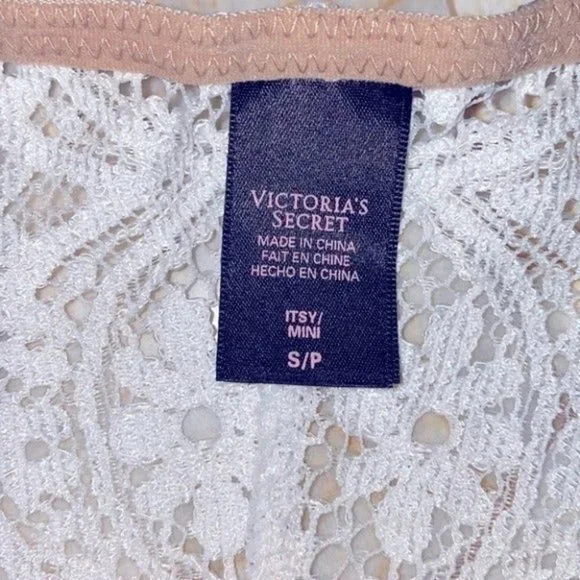 VICTORIA'S
SECRET
MADE IN CHINA
FAIT EN CHINE
HECHO EN CHINA
ITSY/
MINI
S/P